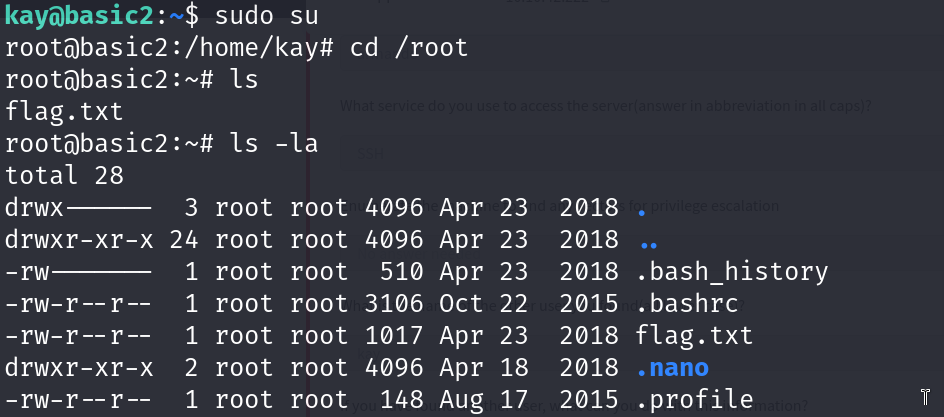 kay@basic2:~$ sudo su
root@basic2:/home/kay# cd /root
root@basic2:~# ls
What service do you use to access the server(answer in abbreviation in all caps)?
flag.txt
root@basic2:~# ls -la
total 28
drwx------  3 root root 4096 Apr 23  2018 .
for privilege escalation
drwxr-xr-x 24 root root 4096 Apr 23  2018 ..
-rw-------  1 root root  510 Apr 23  2018 .bash_history
-rw-r--r--  1 root root 3106 Oct 22  2015 .bashrc
-rw-r--r--  1 root root 1017 Apr 23  2018 flag.txt
drwxr-xr-x  2 root root 4096 Apr 18  2018 .nano
-rw-r--r--  1 root root  148 Aug 17  2015 .profile